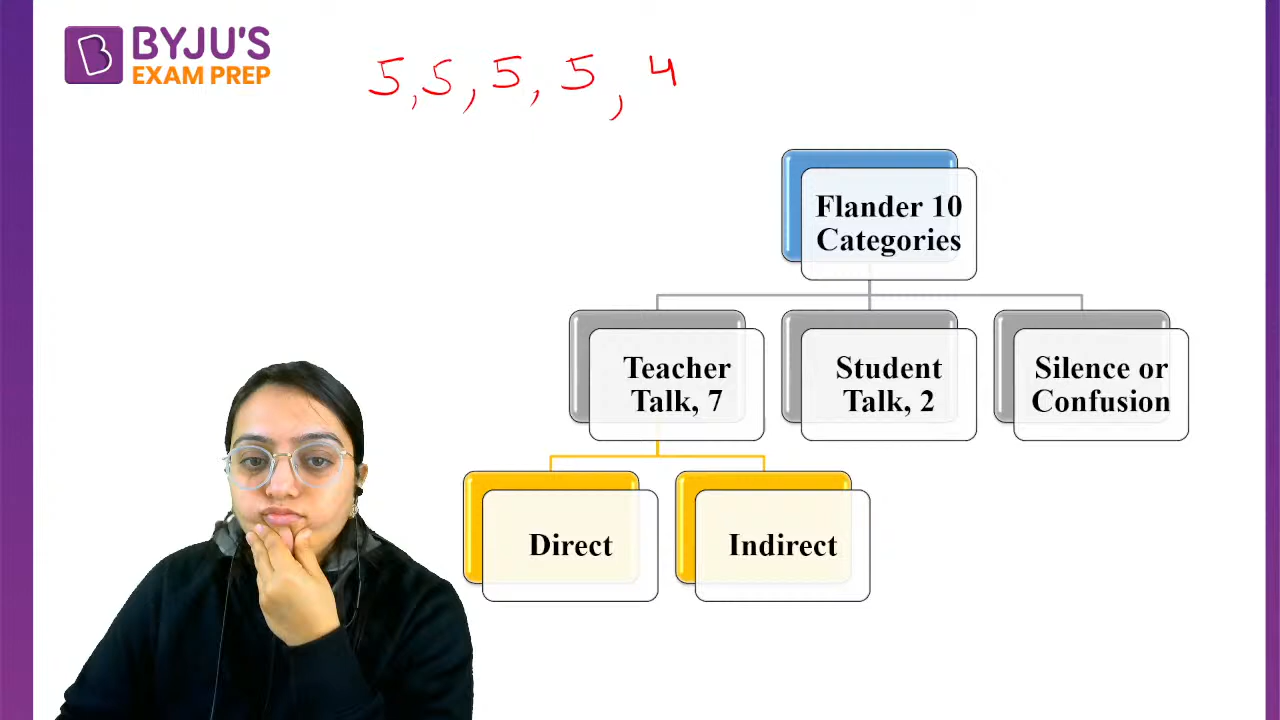 BYJU'S
EXAM PREP
5, 5, 5, 5, 4
Flander 10
Categories
Teacher
Talk, 7
Student
Talk, 2
Silence or
Confusion
Direct
Indirect